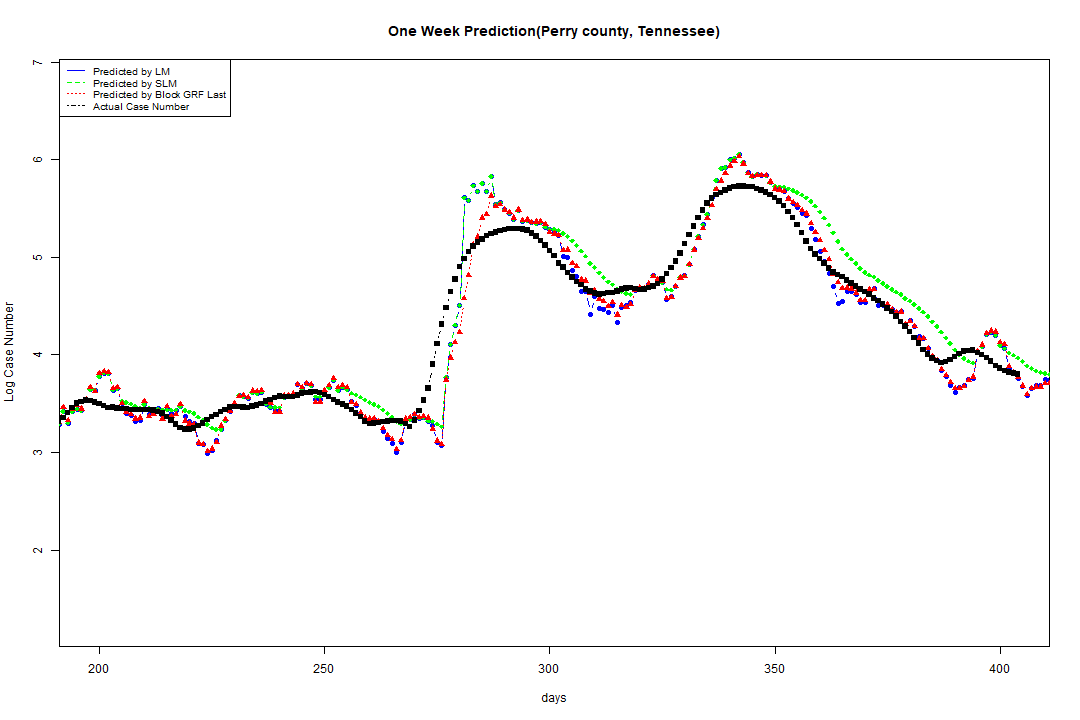 One Week Prediction(Perry county, Tennessee)
Predicted by LM
Predicted by SLM
Predicted by Block GRF Last
Actual Case Number
7
6
5
4
3
2
Log Case Number
200 250 300 350 400
days